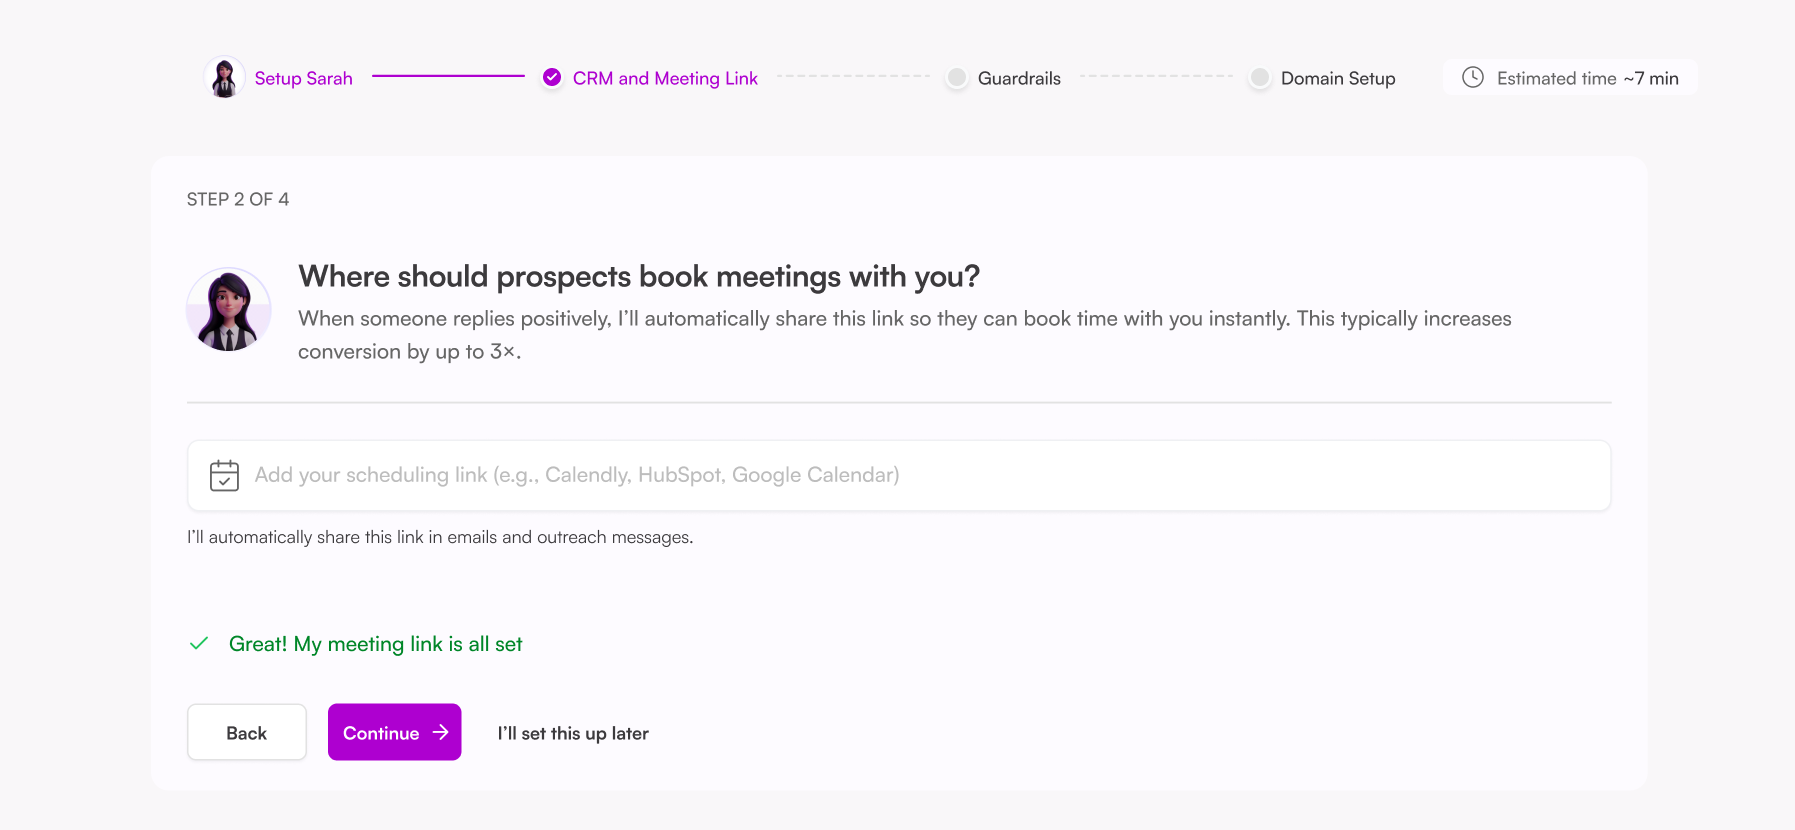 Setup Sarah
CRM and Meeting Link
Guardrails
Domain Setup
Estimated time ~7 min
STEP 2 OF 4
Where should prospects book meetings with you?
When someone replies positively, I’ll automatically share this link so they can book time with you instantly. This typically increases
conversion by up to 3×.
Add your scheduling link (e.g., Calendly, HubSpot, Google Calendar)
I’ll automatically share this link in emails and outreach messages.
Great! My meeting link is all set
Back
Continue
I’ll set this up later